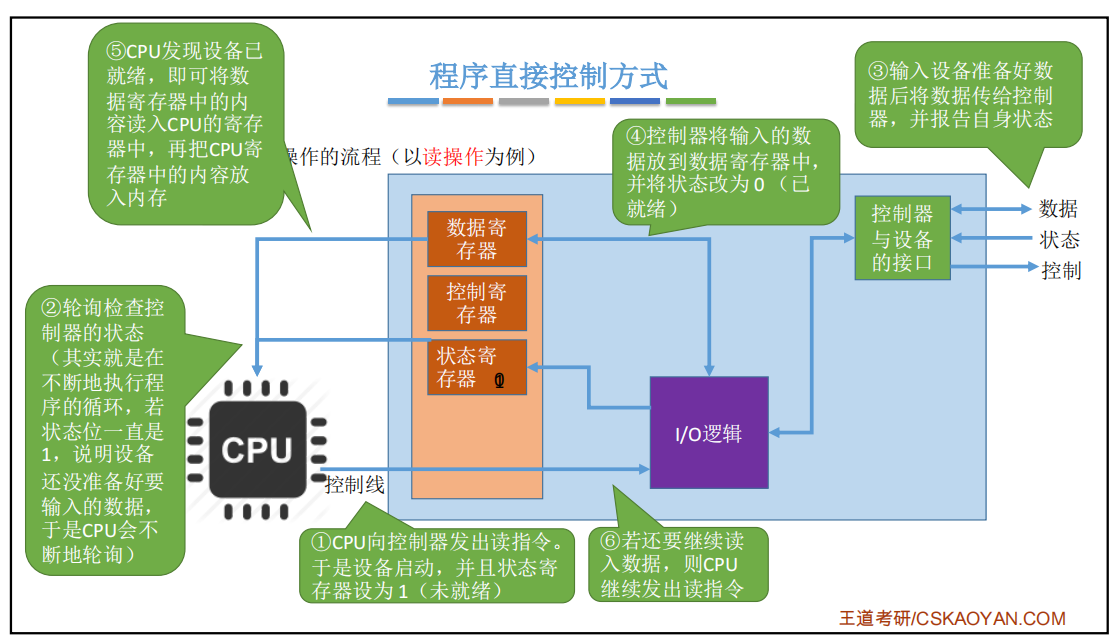 程序直接控制方式
操作的流程（以读操作为例）
⑤CPU发现设备已
就绪，即可将数
据寄存器中的内
容读入CPU的寄存
器中，再把CPU寄
存器中的内容放
入内存
③输入设备准备好数
据后将数据传给控制
器，并报告自身状态
④控制器将输入的数
据放到数据寄存器中，
并将状态改为0（已
就绪）
数据寄
存器
控制寄
存器
状态寄
存器
控制器
与设备
的接口
数据
状态
控制
②轮询检查控
制器的状态
（其实就是在
不断地执行程
序的循环，若
状态位一直是
1，说明设备
还没准备好要
输入的数据，
于是CPU会不
断地轮询）
CPU
I/O逻辑
控制线
①CPU向控制器发出读指令。
于是设备启动，并且状态寄
存器设为1（未就绪）
⑥若还要继续读
入数据，则CPU
继续发出读指令
王道考研/CSKAOYAN.COM